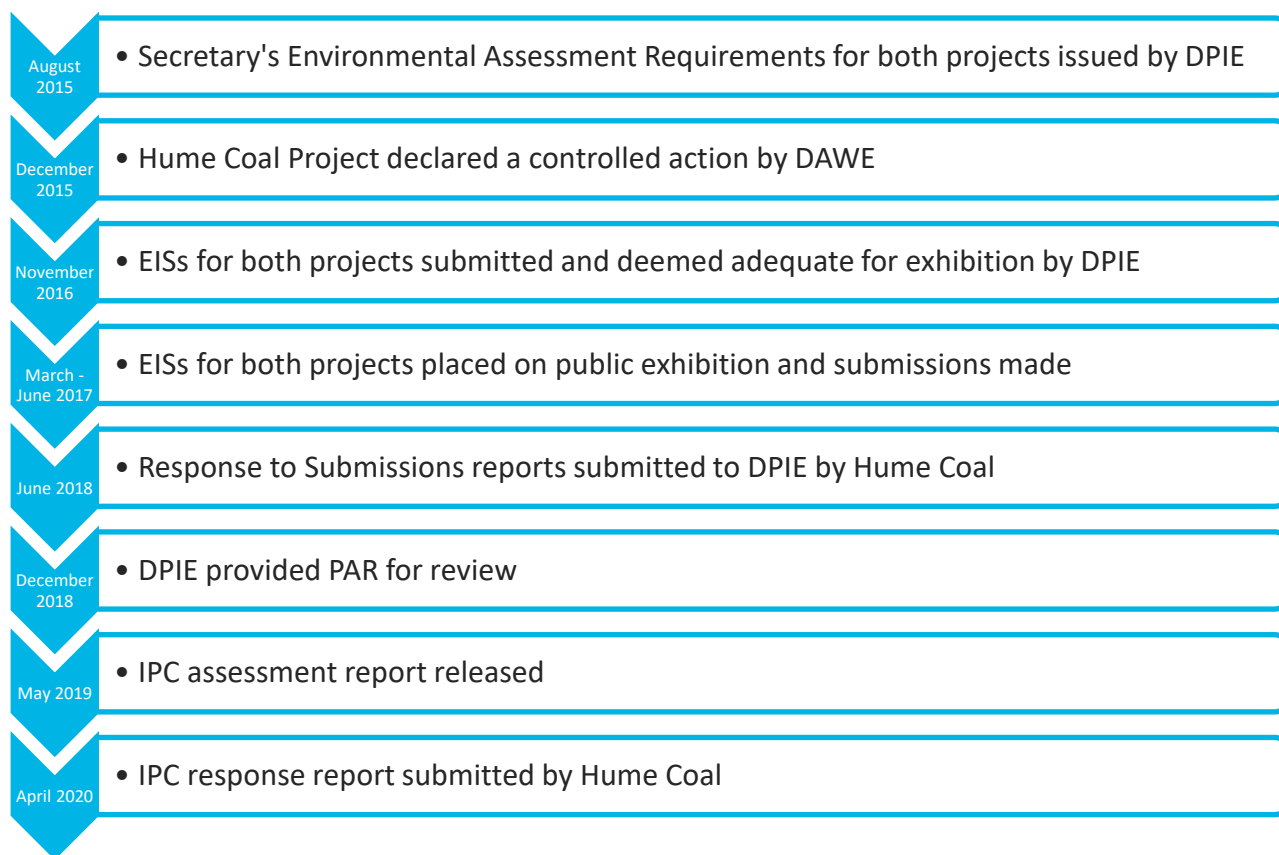 August
2015
• Secretary's Environmental Assessment Requirements for both projects issued by DPIE
December
2015
• Hume Coal Project declared a controlled action by DAWE
November
2016
• EISs for both projects submitted and deemed adequate for exhibition by DPIE
March -
June 2017
• EISs for both projects placed on public exhibition and submissions made
June 2018
• Response to Submissions reports submitted to DPIE by Hume Coal
December
2018
• DPIE provided PAR for review
May 2019
• IPC assessment report released
April 2020
• IPC response report submitted by Hume Coal